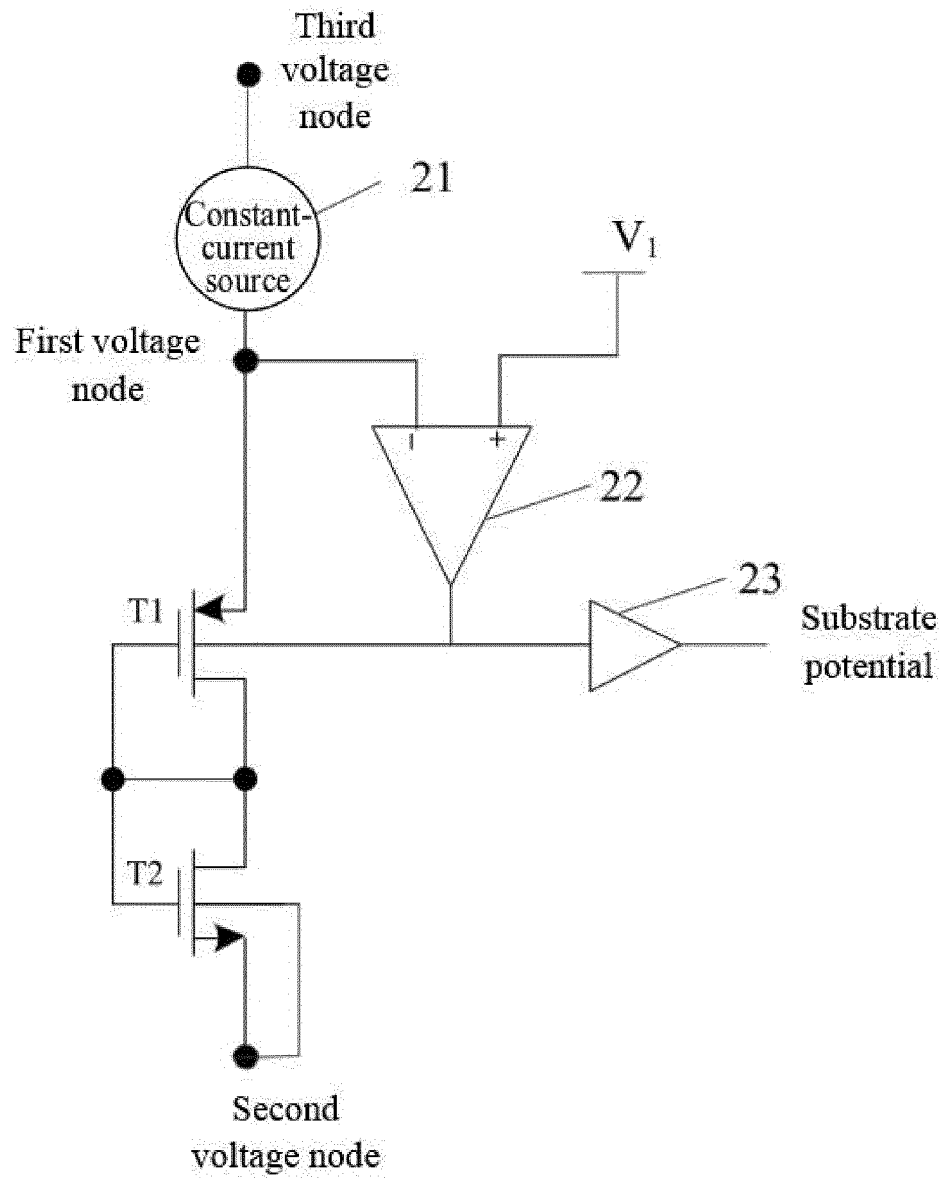 Third
voltage
node
21
Constant-
current
source
V1
First voltage
node
- +
22
T1
23
Substrate
potential
T2
Second
voltage node